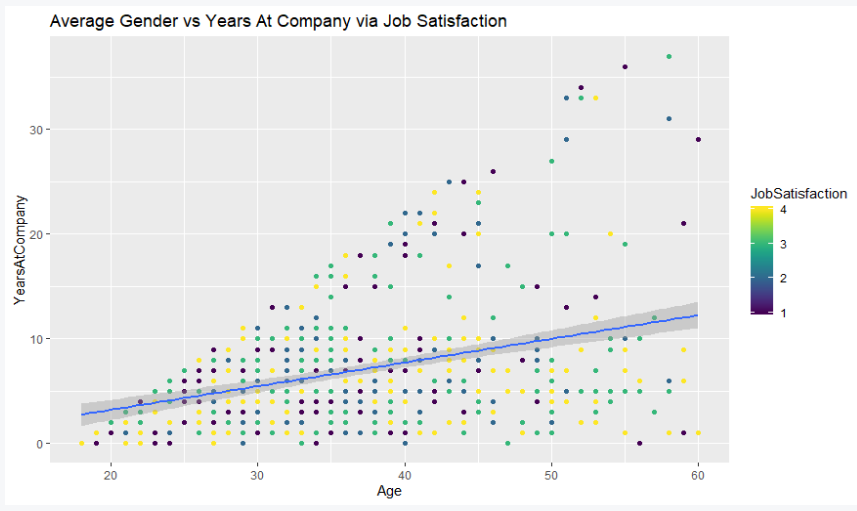 Average Gender vs Years At Company via Job Satisfaction
30
20
10
0
YearsAtCompany
20 30 40 50 60
Age
JobSatisfaction
4
3
2
1